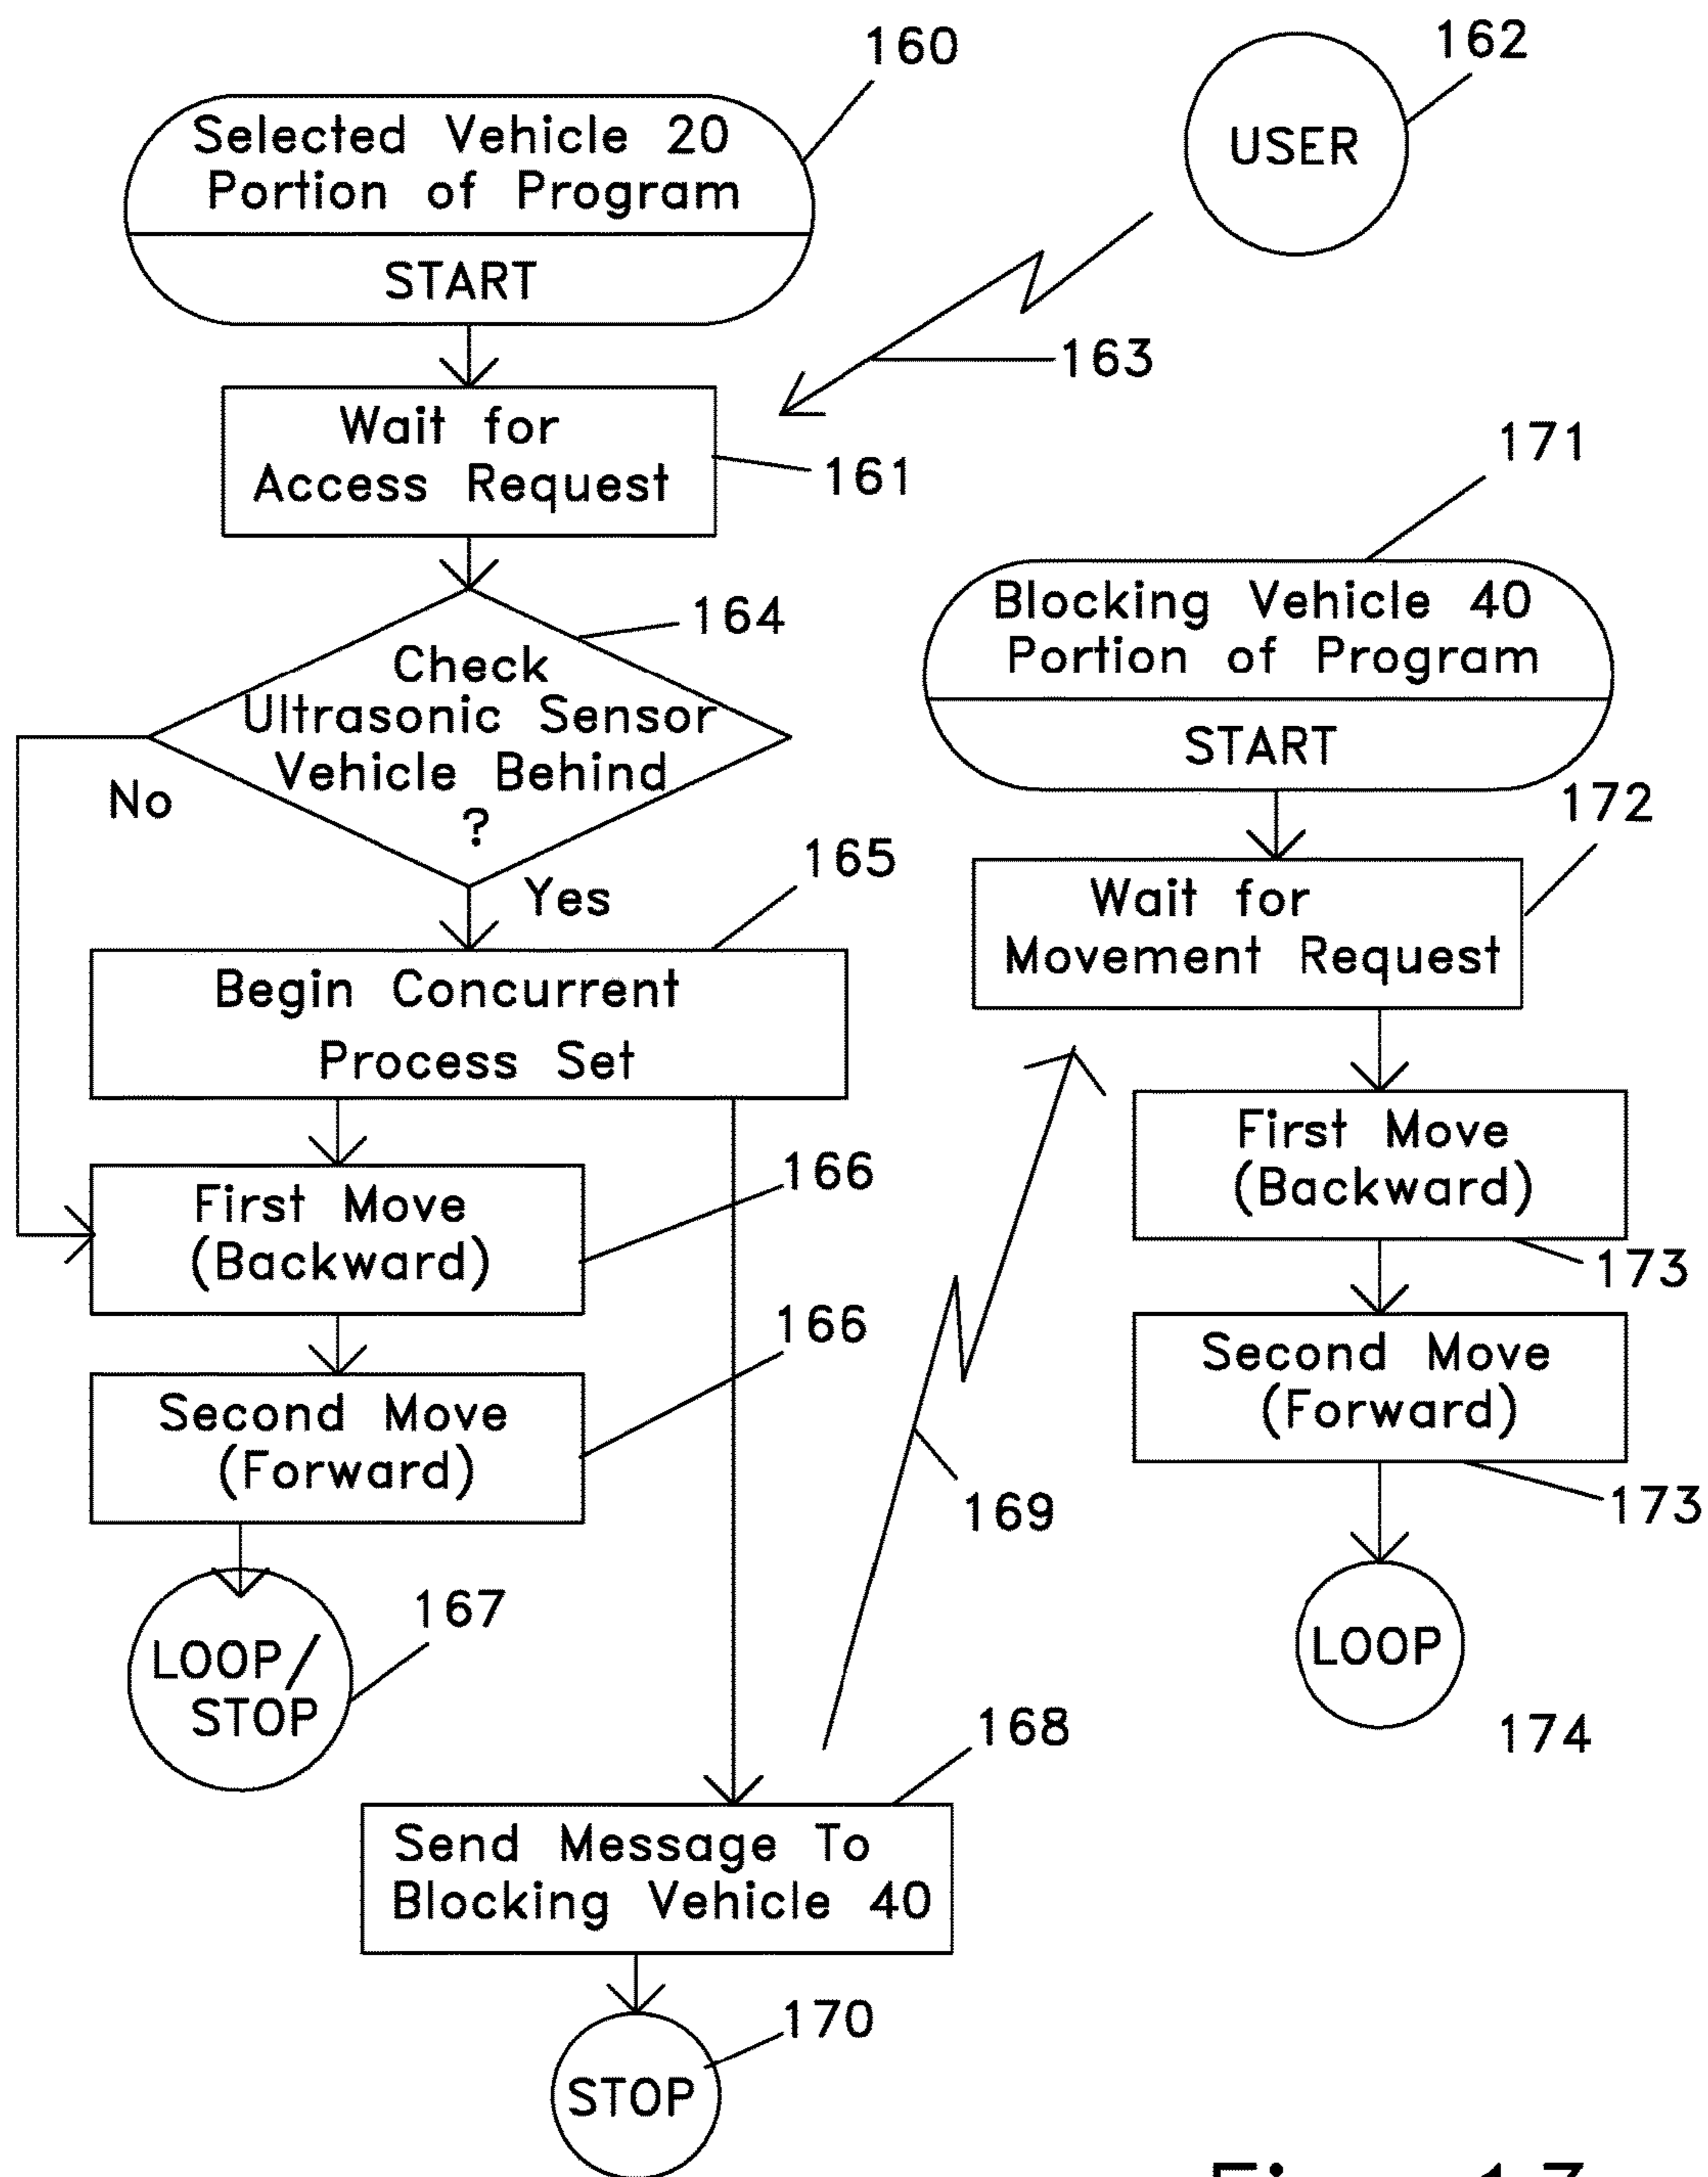 160
162
Selected Vehicle 20
Portion of Program
START
USER
163
Wait for
Access Request
161
171
164
Check
Ultrasonic Sensor
Vehicle Behind
?
No
Yes
Blocking Vehicle 40
Portion of Program
START
172
165
Wait for
Movement Request
Begin Concurrent
Process Set
First Move
(Backward)
166
First Move
(Backward)
173
166
Second Move
(Forward)
Second Move
(Forward)
173
169
LOOP/
STOP
167
LOOP
174
168
Send Message To
Blocking Vehicle 40
170
STOP